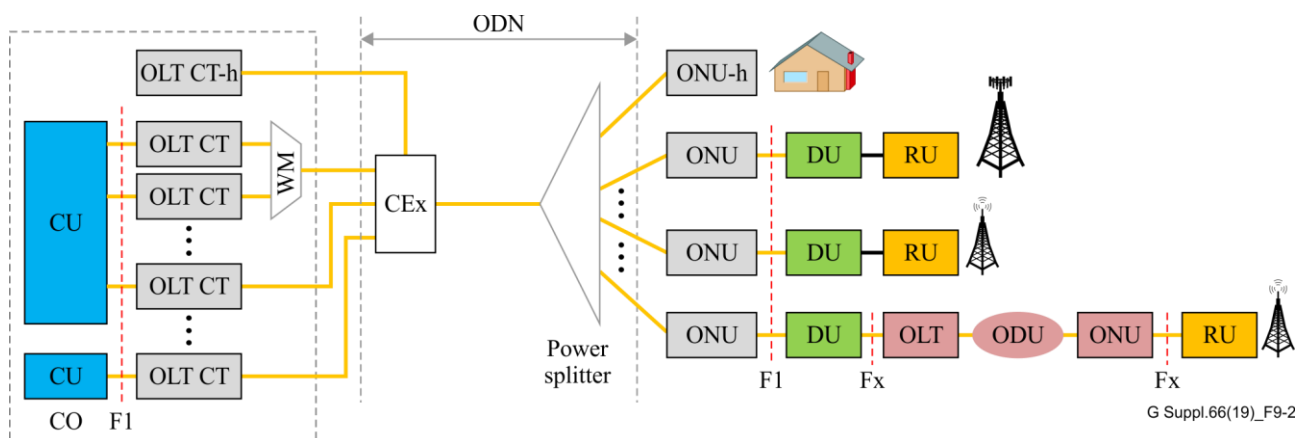 ODN
OLT CT-h
ONU-h
CU
OLT CT
WM
OLT CT
CEx
ONU
DU
RU
ONU
DU
RU
OLT CT
ONU
DU
OLT
ODU
ONU
RU
Power
splitter
F1
Fx
Fx
CU
OLT CT
CO
F1
G Suppl.66(19)_F9-2